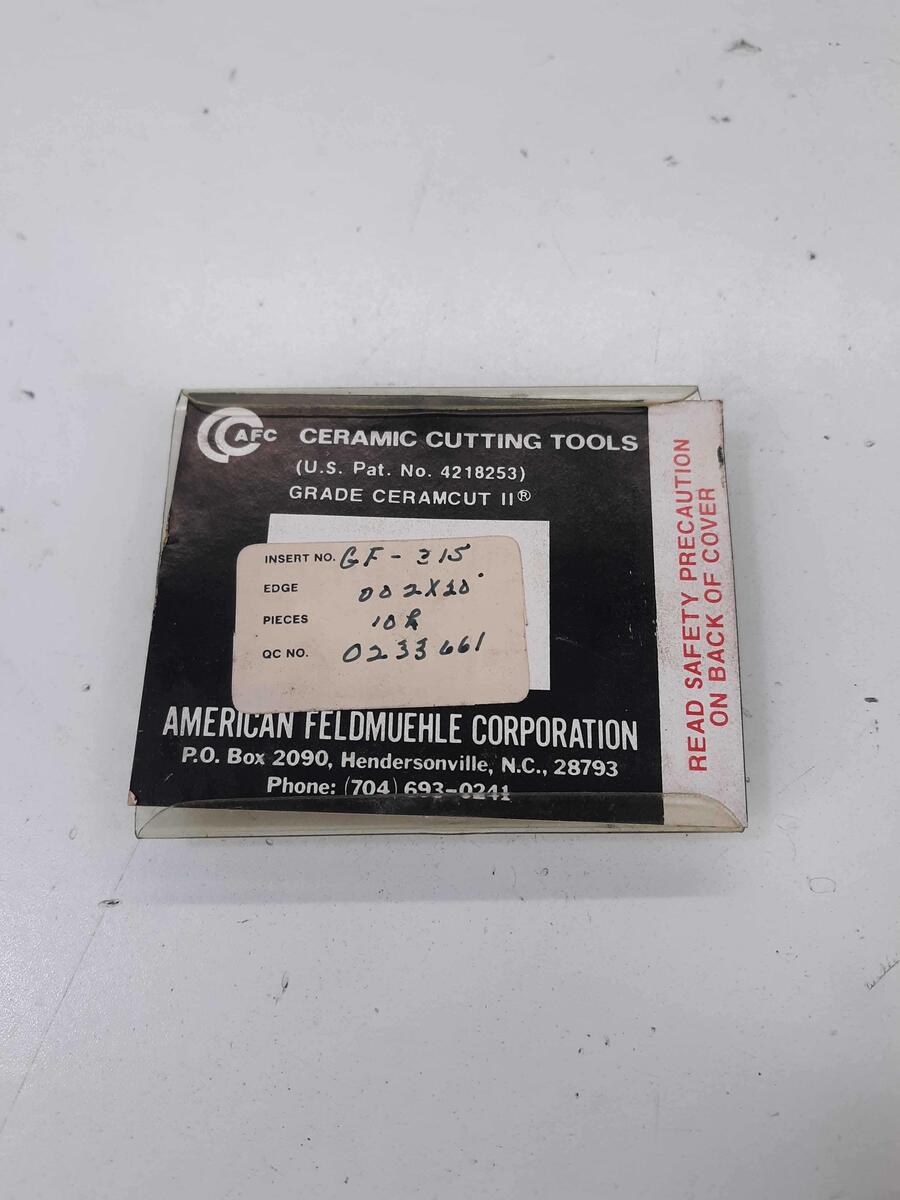 AFC CERAMIC CUTTING TOOLS
(U.S. Pat. No. 4218253)
GRADE CERAMCUT II®
INSERT NO. GF-315
EDGE 002X20°
PIECES 10
QC NO. 0233661
AMERICAN FELDMUEHLE CORPORATION
P.O. Box 2090, Hendersonville, N.C., 28793
Phone: (704) 693-0241
READ SAFETY PRECAUTION
ON BACK OF COVER